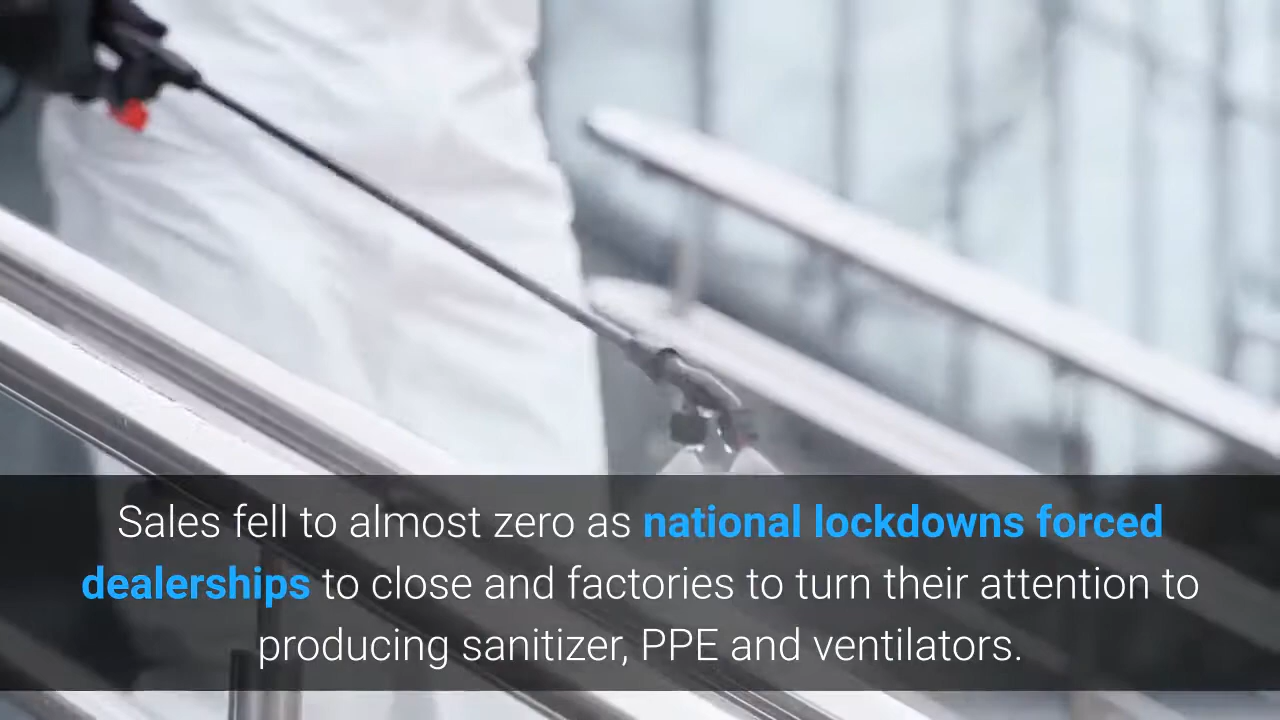 Sales fell to almost zero as national lockdowns forced
dealerships to close and factories to turn their attention to
producing sanitizer, PPE and ventilators.